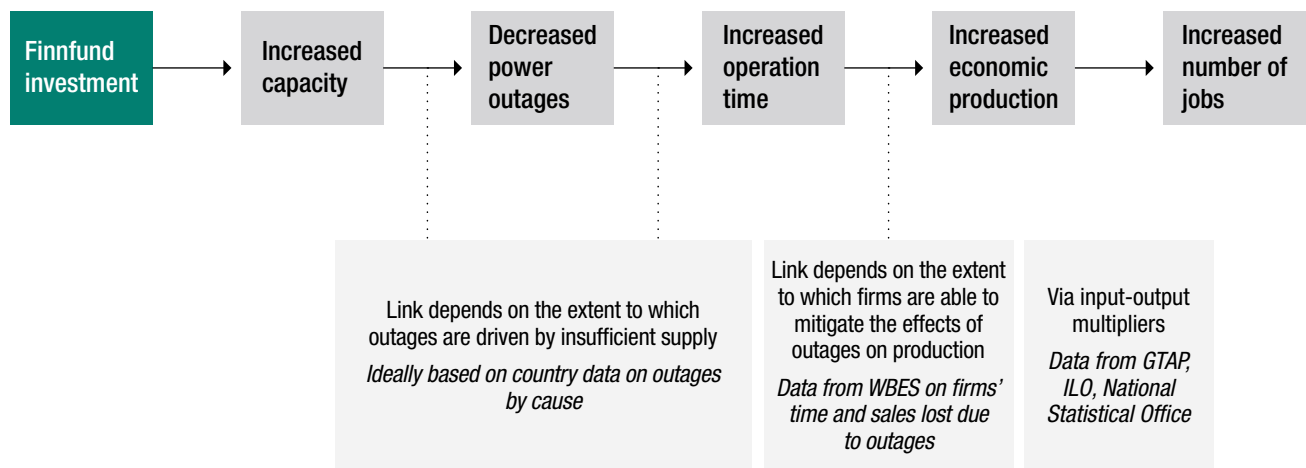 Finnfund
investment
Increased
capacity
Decreased
power
outages
Increased
operation
time
Increased
economic
production
Increased
number of
jobs
Link depends on the extent to which
outages are driven by insufficient supply
Ideally based on country data on outages
by cause
Link depends on the extent
to which firms are able to
mitigate the effects of
outages on production
Data from WBES on firms’
time and sales lost due
to outages
Via input-output
multipliers
Data from GTAP,
ILO, National
Statistical Office